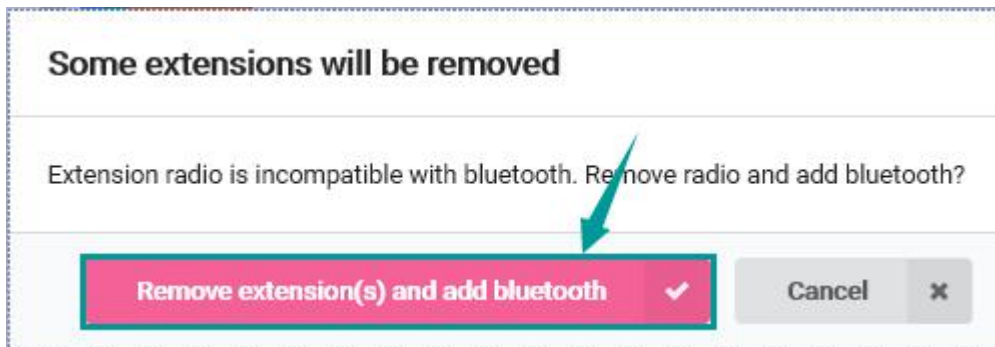 Some extensions will be removed
Extension radio is incompatible with bluetooth. Remove radio and add bluetooth?
Remove extension(s) and add bluetooth
Cancel